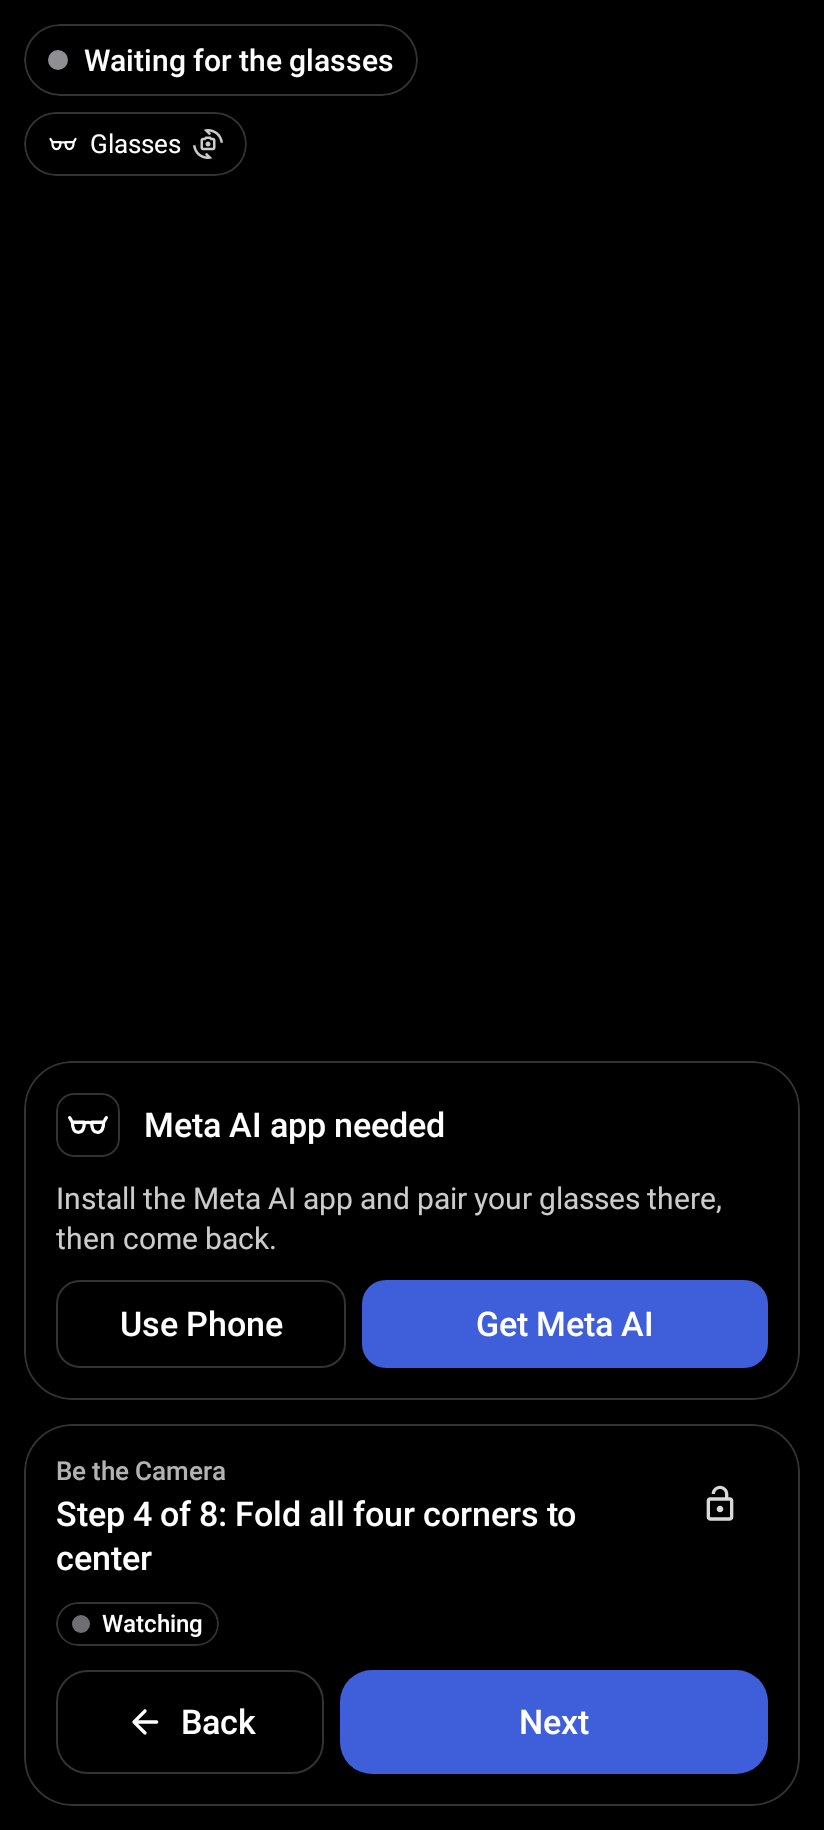 Waiting for the glasses
Glasses
Meta AI app needed
Install the Meta AI app and pair your glasses there,
then come back.
Use Phone
Get Meta AI
Be the Camera
Step 4 of 8: Fold all four corners to
center
Watching
Back
Next